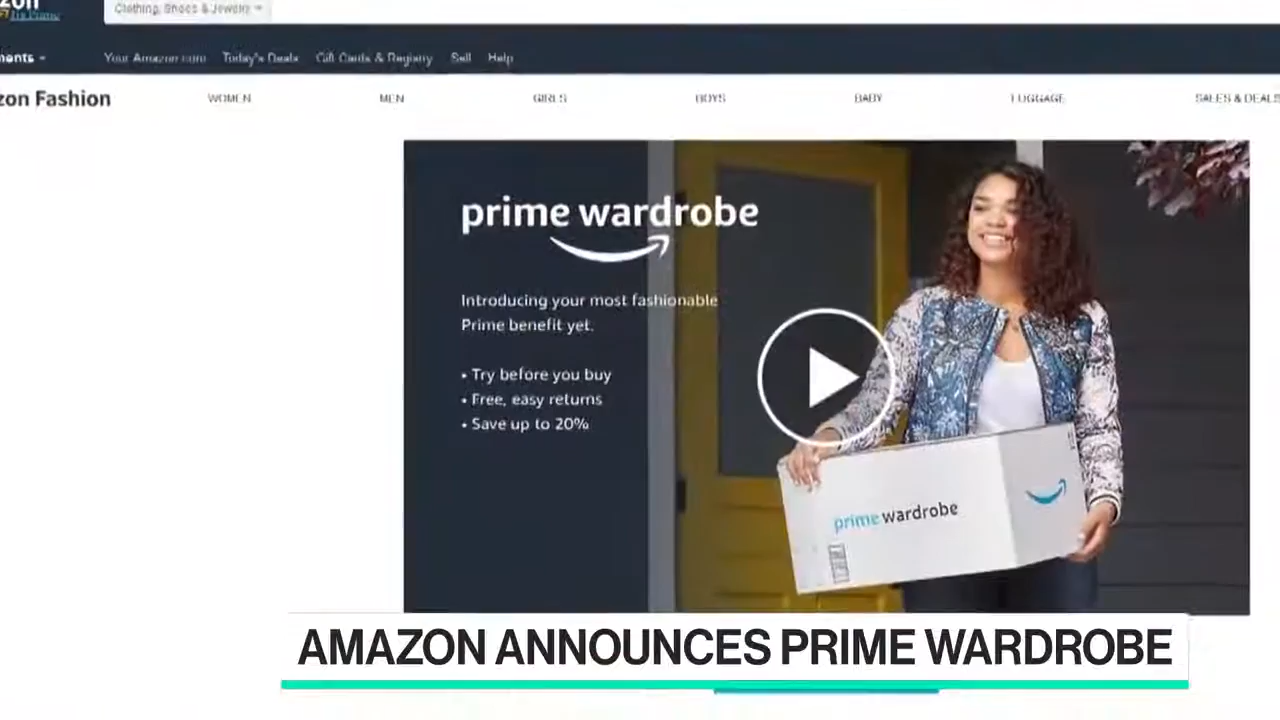 Try Prime
Clothing, Shoes & Jewelry
Your Amazon.com Today's Deals Gift Cards & Registry Sell Help
Fashion WOMEN MEN GIRLS BOYS BABY LUGGAGE SALES & DEALS
prime wardrobe
Introducing your most fashionable
Prime benefit yet.
• Try before you buy
• Free, easy returns
• Save up to 20%
prime wardrobe
AMAZON ANNOUNCES PRIME WARDROBE